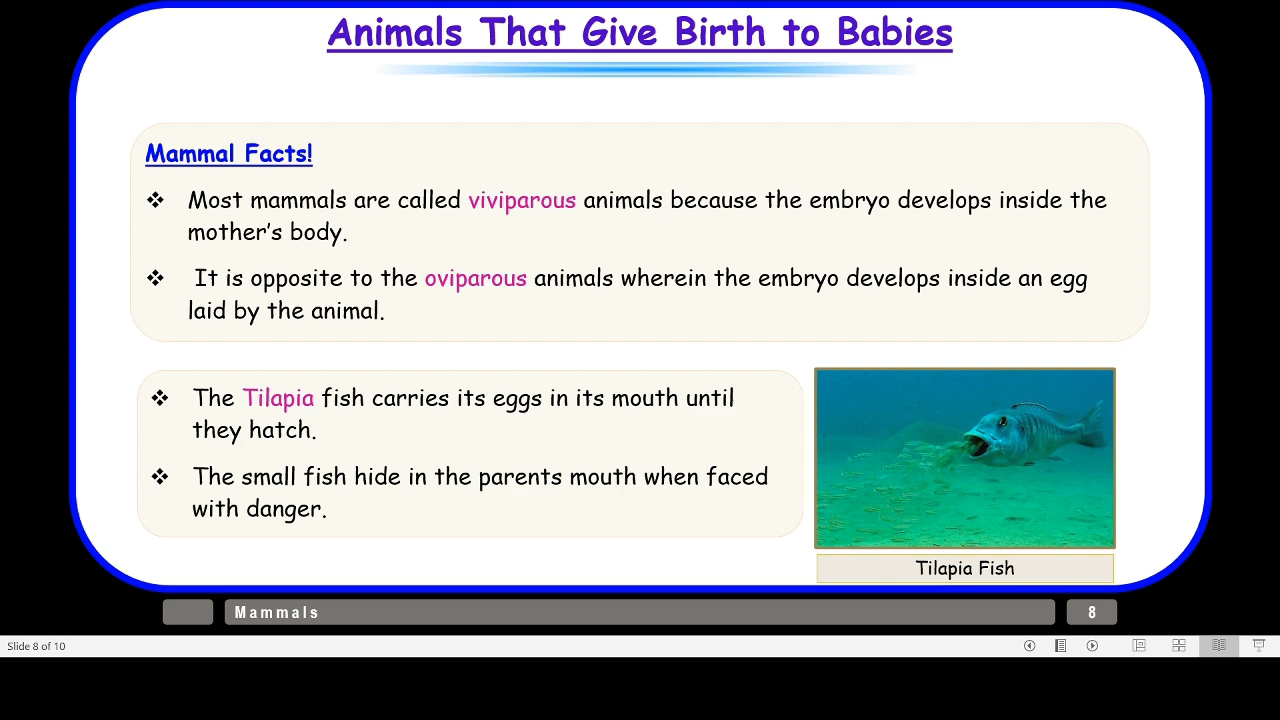 Animals That Give Birth to Babies
Mammal Facts!
❖ Most mammals are called viviparous animals because the embryo develops inside the
mother's body.
❖ It is opposite to the oviparous animals wherein the embryo develops inside an egg
laid by the animal.
❖ The Tilapia fish carries its eggs in its mouth until
they hatch.
❖ The small fish hide in the parents mouth when faced
with danger.
Tilapia Fish
Mammals
8
Slide 8 of 10